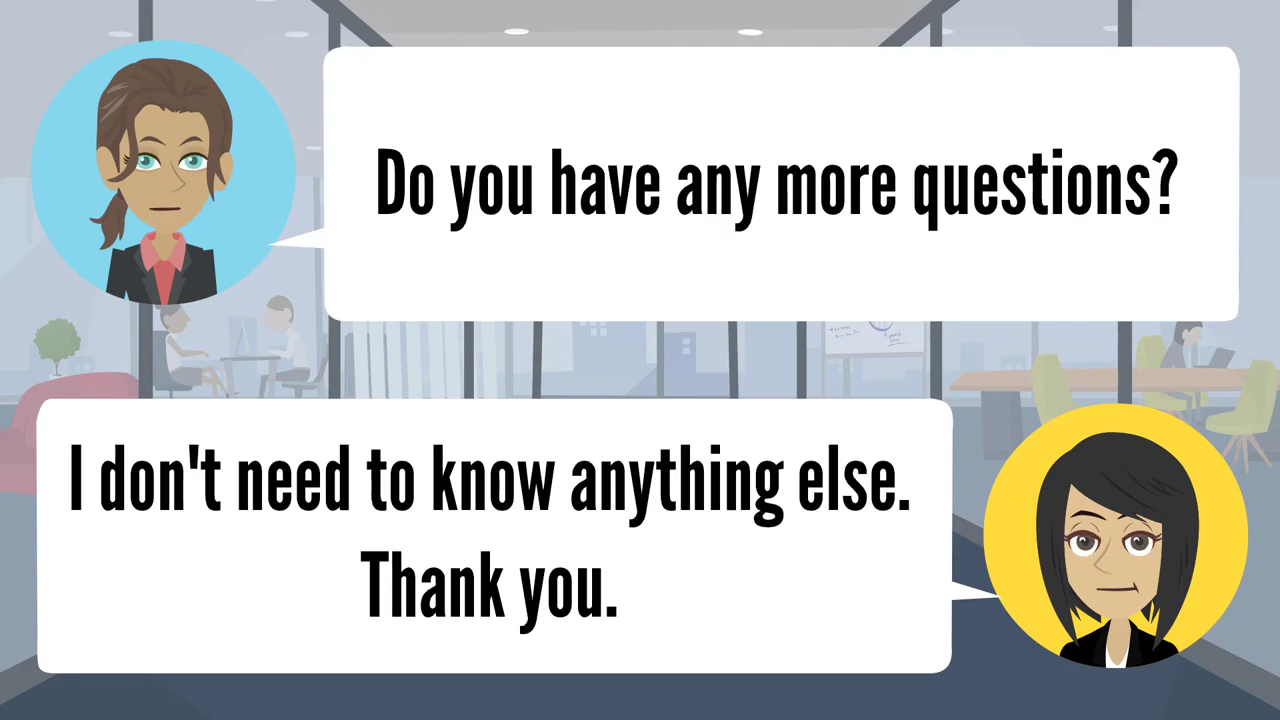 Do you have any more questions?
I don't need to know anything else.
Thank you.